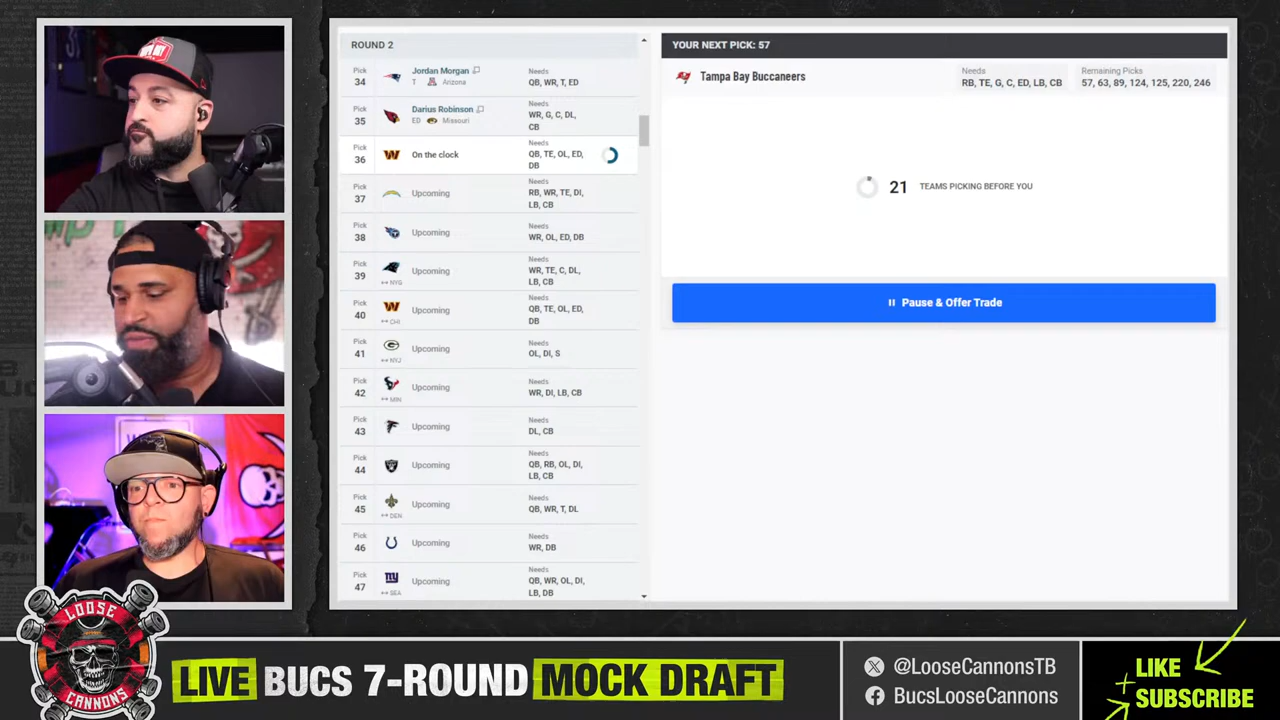 ROUND 2
Pick
34
Jordan Morgan
T Arizona
Needs
QB, WR, T, ED
Pick
35
Darius Robinson
ED Missouri
Needs
WR, G, C, DL,
CB
Pick
36
On the clock
Needs
QB, TE, OL, ED,
DB
Pick
37
Upcoming
Needs
RB, WR, TE, DI,
LB, CB
Pick
38
Upcoming
Needs
WR, OL, ED, DB
Pick
39
↔ NYG
Upcoming
Needs
WR, TE, C, DL,
LB, CB
Pick
40
↔ CHI
Upcoming
Needs
QB, TE, OL, ED,
DB
Pick
41
↔ NYJ
Upcoming
Needs
OL, DI, S
Pick
42
↔ MIN
Upcoming
Needs
WR, DI, LB, CB
Pick
43
Upcoming
Needs
DL, CB
Pick
44
Upcoming
Needs
QB, RB, OL, DI,
LB, CB
Pick
45
↔ DEN
Upcoming
Needs
QB, WR, T, DL
Pick
46
Upcoming
Needs
WR, DB
Pick
47
↔ SEA
Upcoming
Needs
QB, WR, OL, DI,
LB, DB
YOUR NEXT PICK: 57
Tampa Bay Buccaneers
Needs
RB, TE, G, C, ED, LB, CB
Remaining Picks
57, 63, 89, 124, 125, 220, 246
21 TEAMS PICKING BEFORE YOU
Pause & Offer Trade
LOOSE
CANNONS
LIVE BUCS 7-ROUND MOCK DRAFT
@LooseCannonsTB
BucsLooseCannons
LIKE
+ SUBSCRIBE